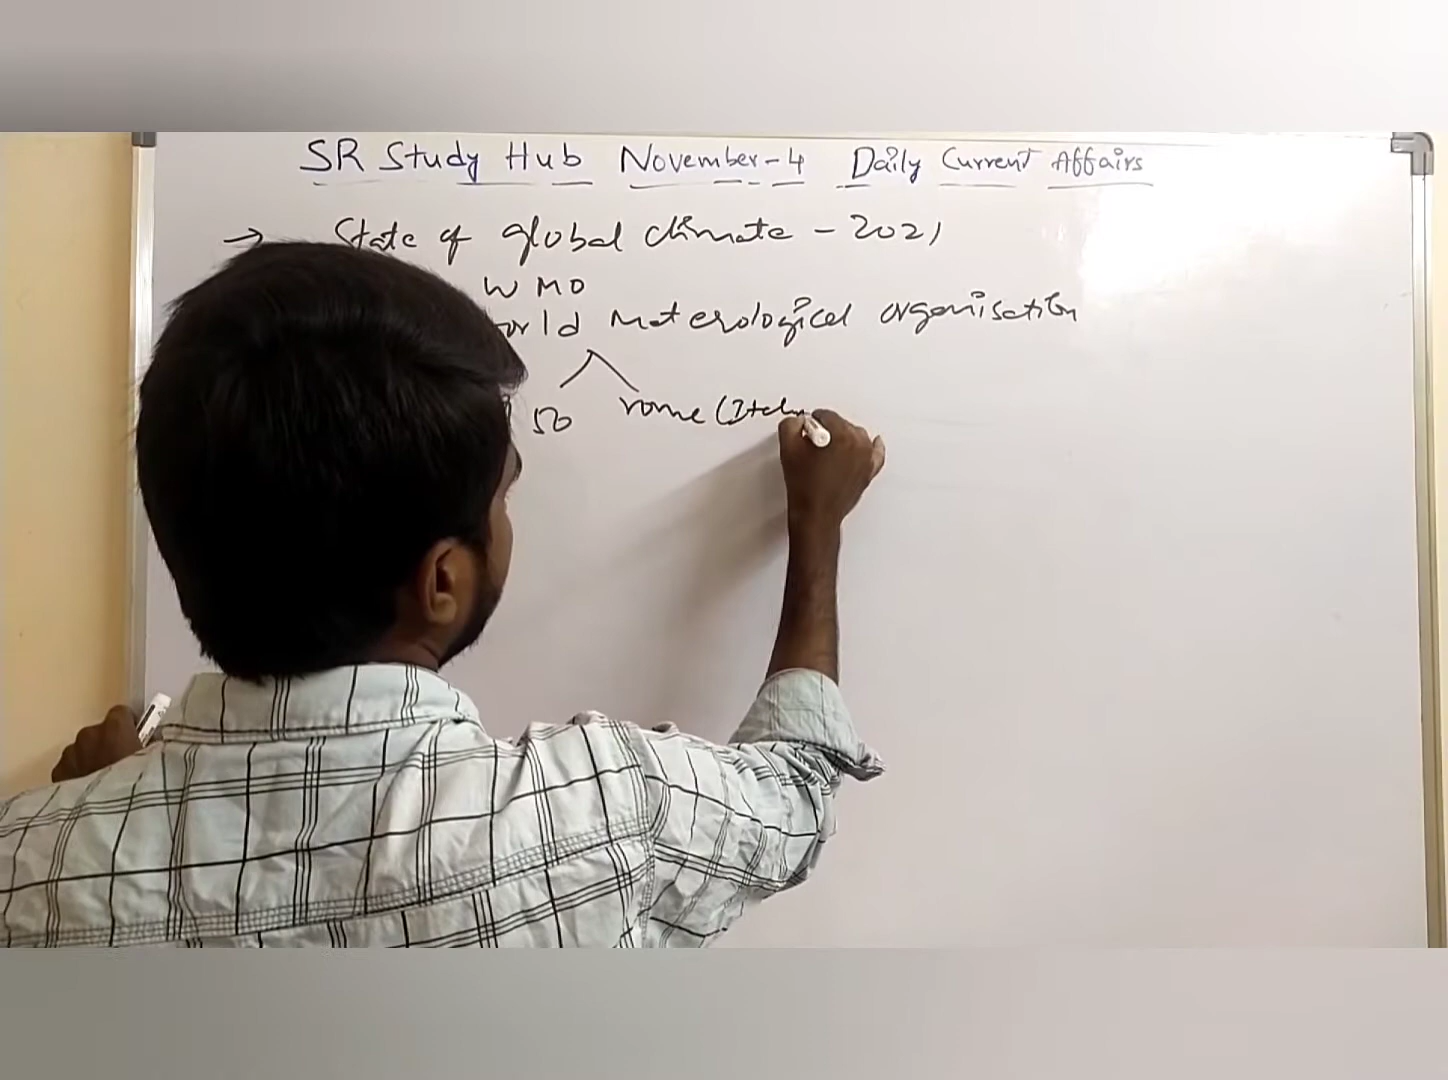 SR Study Hub November-4 Daily Current Affairs
→ State of global climate - 2021
WMO
orld Meterological organisation
50 rome (Italy